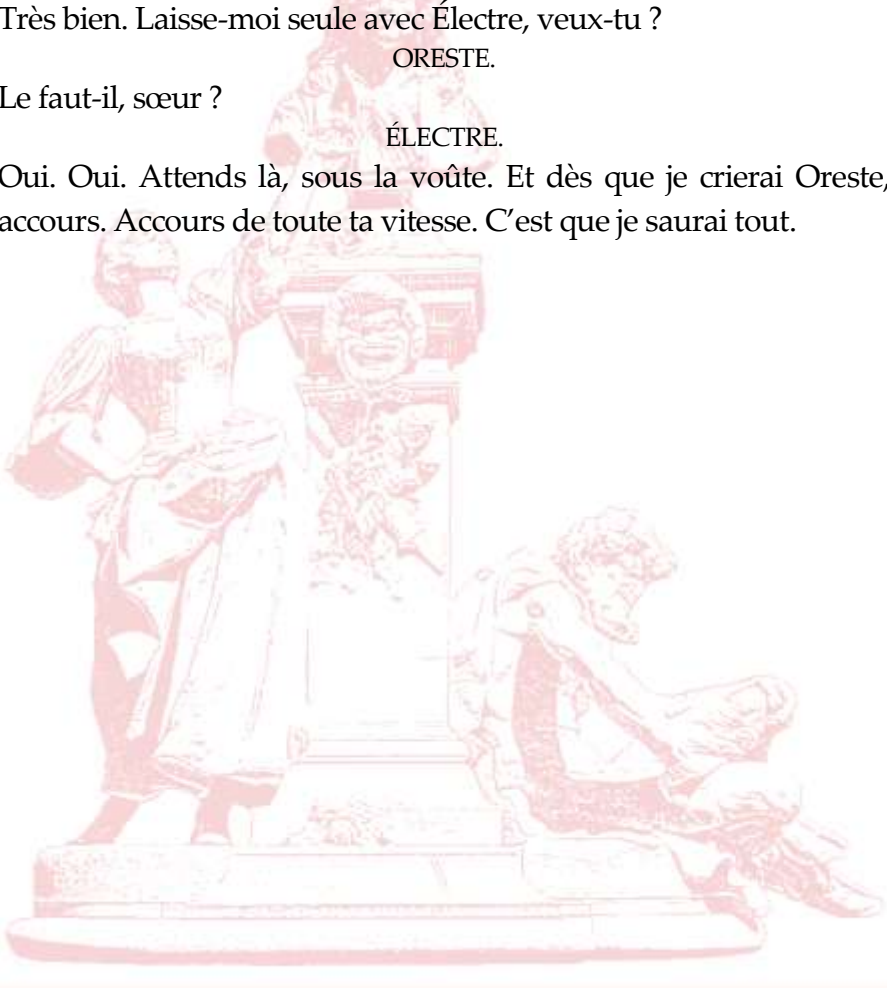 Très bien. Laisse-moi seule avec Électre, veux-tu ?
ORESTE.
Le faut-il, sœur ?
ÉLECTRE.
Oui. Oui. Attends là, sous la voûte. Et dès que je crierai Oreste,
accours. Accours de toute ta vitesse. C’est que je saurai tout.